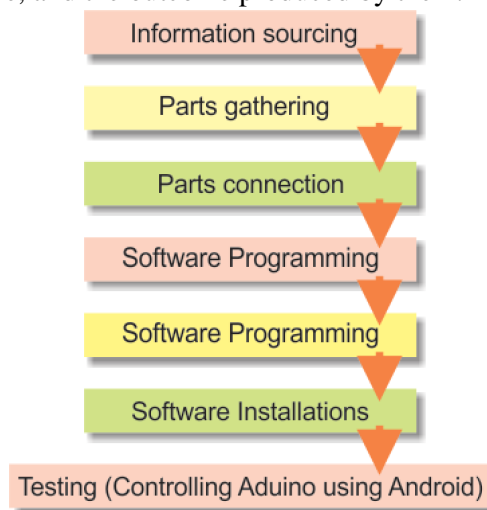 Information sourcing
Parts gathering
Parts connection
Software Programming
Software Programming
Software Installations
Testing (Controlling Aduino using Android)